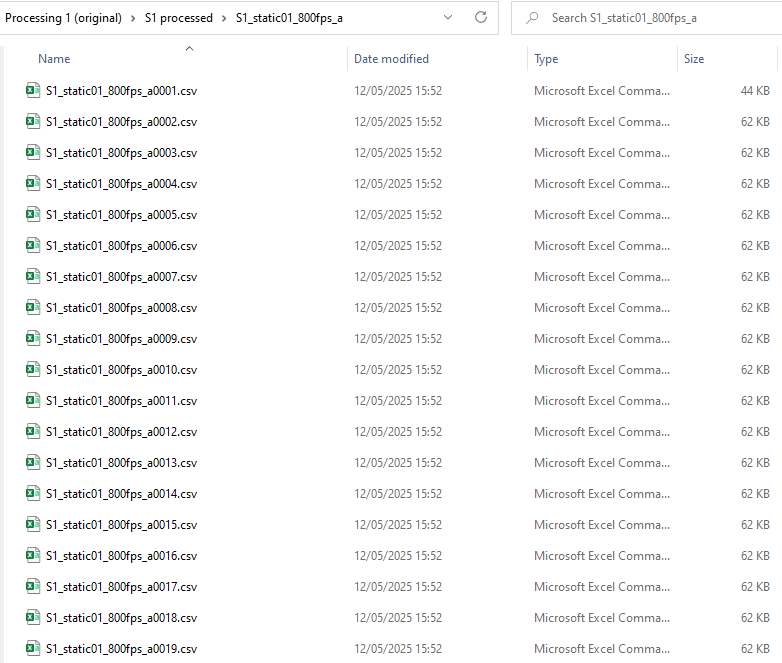 Processing 1 (original) > S1 processed > S1_static01_800fps_a Search S1_static01_800fps_a
Name Date modified Type Size
S1_static01_800fps_a0001.csv 12/05/2025 15:52 Microsoft Excel Comma... 44 KB
S1_static01_800fps_a0002.csv 12/05/2025 15:52 Microsoft Excel Comma... 62 KB
S1_static01_800fps_a0003.csv 12/05/2025 15:52 Microsoft Excel Comma... 62 KB
S1_static01_800fps_a0004.csv 12/05/2025 15:52 Microsoft Excel Comma... 62 KB
S1_static01_800fps_a0005.csv 12/05/2025 15:52 Microsoft Excel Comma... 62 KB
S1_static01_800fps_a0006.csv 12/05/2025 15:52 Microsoft Excel Comma... 62 KB
S1_static01_800fps_a0007.csv 12/05/2025 15:52 Microsoft Excel Comma... 62 KB
S1_static01_800fps_a0008.csv 12/05/2025 15:52 Microsoft Excel Comma... 62 KB
S1_static01_800fps_a0009.csv 12/05/2025 15:52 Microsoft Excel Comma... 62 KB
S1_static01_800fps_a0010.csv 12/05/2025 15:52 Microsoft Excel Comma... 62 KB
S1_static01_800fps_a0011.csv 12/05/2025 15:52 Microsoft Excel Comma... 62 KB
S1_static01_800fps_a0012.csv 12/05/2025 15:52 Microsoft Excel Comma... 62 KB
S1_static01_800fps_a0013.csv 12/05/2025 15:52 Microsoft Excel Comma... 62 KB
S1_static01_800fps_a0014.csv 12/05/2025 15:52 Microsoft Excel Comma... 62 KB
S1_static01_800fps_a0015.csv 12/05/2025 15:52 Microsoft Excel Comma... 62 KB
S1_static01_800fps_a0016.csv 12/05/2025 15:52 Microsoft Excel Comma... 62 KB
S1_static01_800fps_a0017.csv 12/05/2025 15:52 Microsoft Excel Comma... 62 KB
S1_static01_800fps_a0018.csv 12/05/2025 15:52 Microsoft Excel Comma... 62 KB
S1_static01_800fps_a0019.csv 12/05/2025 15:52 Microsoft Excel Comma... 62 KB